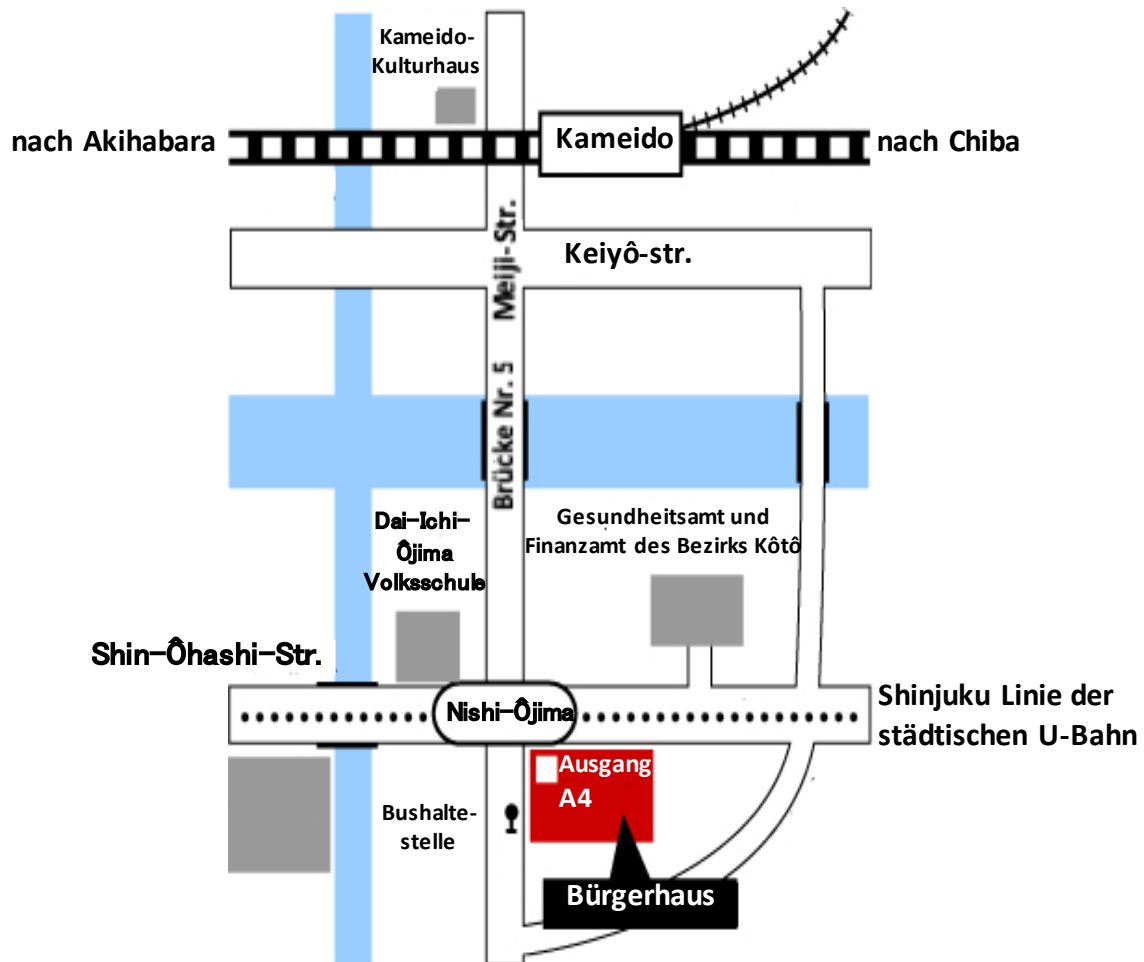 Kameido-
Kulturhaus
nach Akihabara
Kameido
nach Chiba
Meiji-Str.
Keiyô-str.
Brücke Nr. 5
Dai-Ichi-
Ôjima
Volksschule
Gesundheitsamt und
Finanzamt des Bezirks Kôtô
Shin-Ôhashi-Str.
Nishi-Ôjima
Shinjuku Linie der
städtischen U-Bahn
Ausgang
A4
Bushalte-
stelle
Bürgerhaus